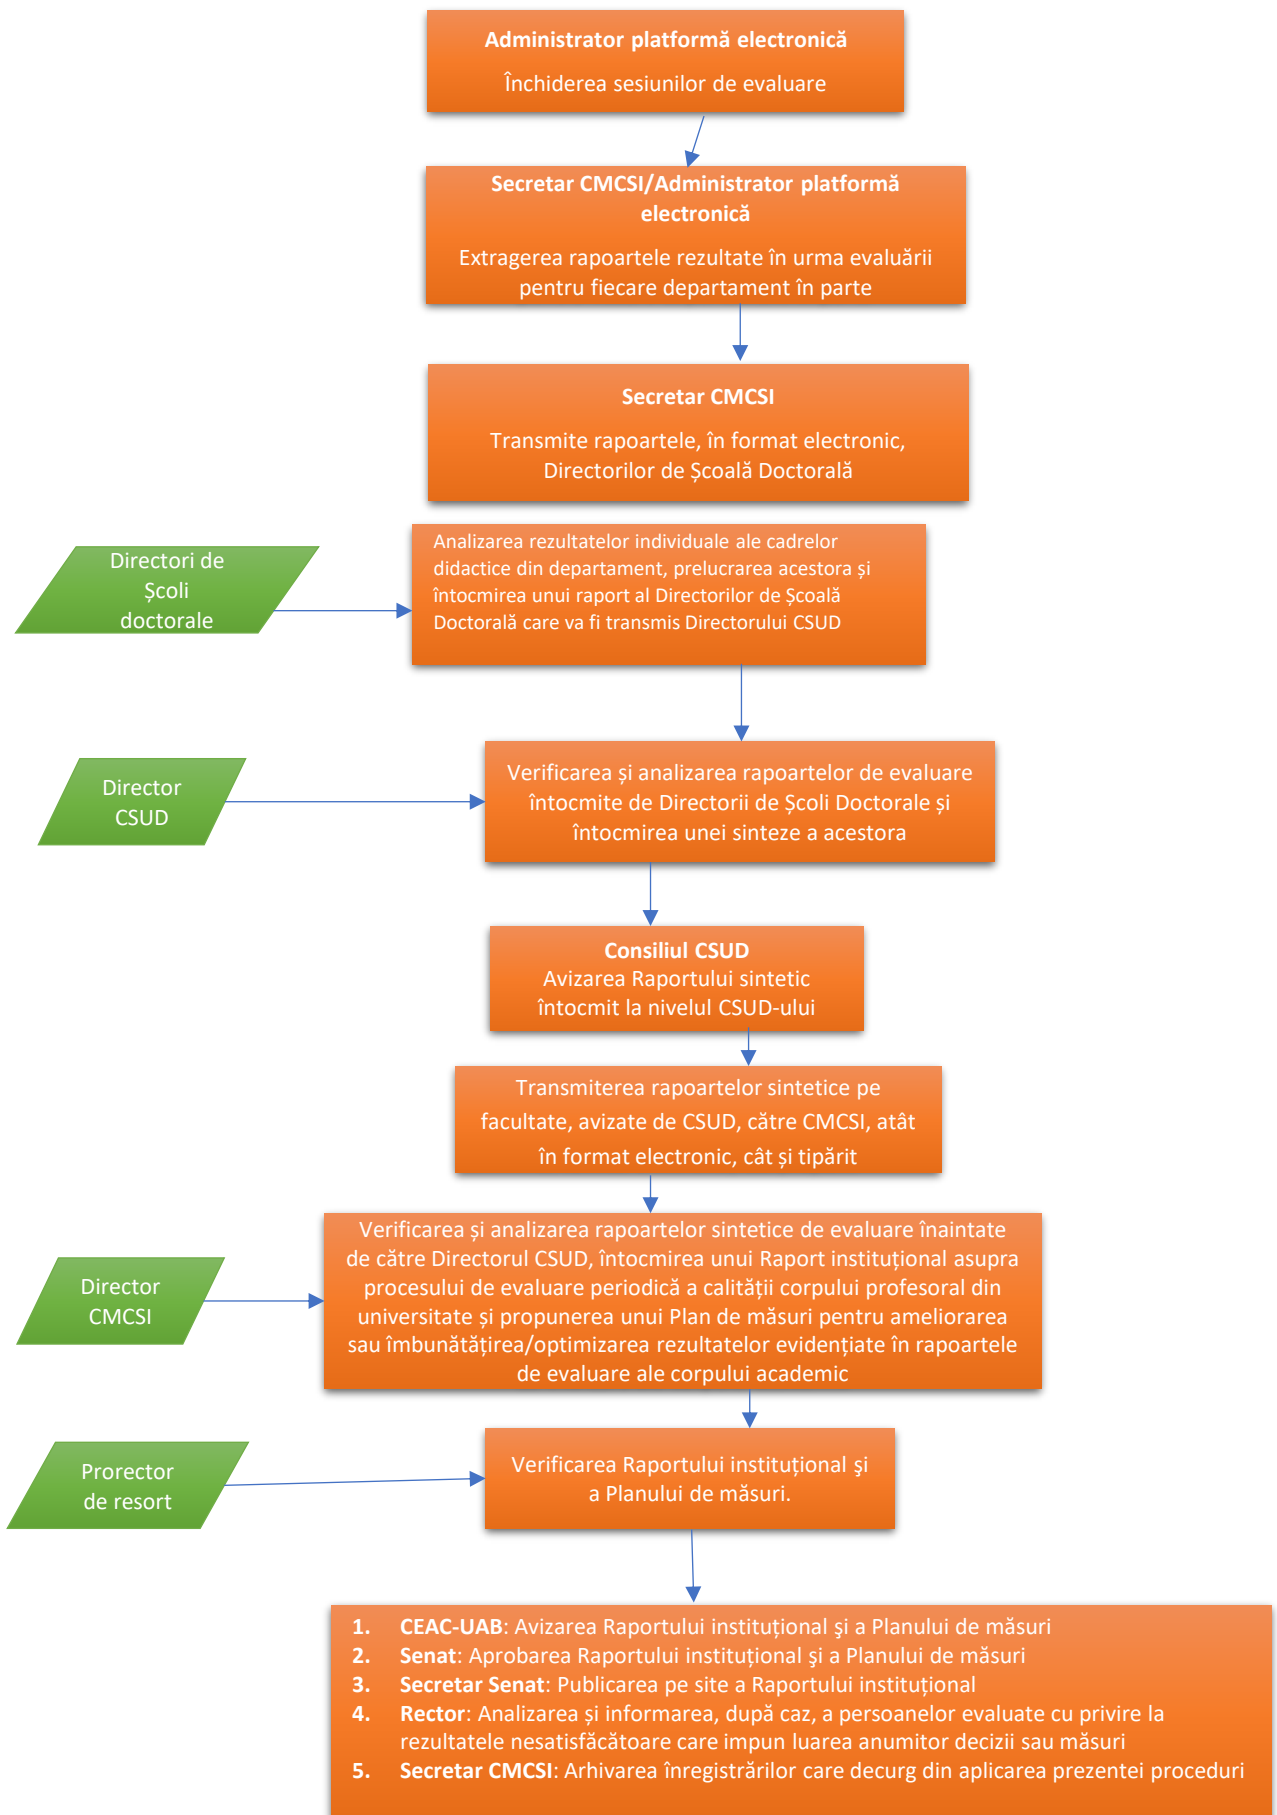 Administrator platformă electronică
Închiderea sesiunilor de evaluare
Secretar CMCSI/Administrator platformă
electronică
Extragerea rapoartele rezultate în urma evaluării
pentru fiecare departament în parte
Secretar CMCSI
Transmite rapoartele, în format electronic,
Directorilor de Școală Doctorală
Directori de
Școli
doctorale
Analizarea rezultatelor individuale ale cadrelor
didactice din departament, prelucrarea acestora și
întocmirea unui raport al Directorilor de Școală
Doctorală care va fi transmis Directorului CSUD
Director
CSUD
Verificarea și analizarea rapoartelor de evaluare
întocmite de Directorii de Școli Doctorale și
întocmirea unei sinteze a acestora
Consiliul CSUD
Avizarea Raportului sintetic
întocmit la nivelul CSUD-ului
Transmiterea rapoartelor sintetice pe
facultate, avizate de CSUD, către CMCSI, atât
în format electronic, cât și tipărit
Director
CMCSI
Verificarea și analizarea rapoartelor sintetice de evaluare înaintate
de către Directorul CSUD, întocmirea unui Raport instituțional asupra
procesului de evaluare periodică a calității corpului profesoral din
universitate și propunerea unui Plan de măsuri pentru ameliorarea
sau îmbunătățirea/optimizarea rezultatelor evidențiate în rapoartele
de evaluare ale corpului academic
Prorector
de resort
Verificarea Raportului instituțional şi
a Planului de măsuri.
1. CEAC-UAB: Avizarea Raportului instituțional şi a Planului de măsuri
2. Senat: Aprobarea Raportului instituțional şi a Planului de măsuri
3. Secretar Senat: Publicarea pe site a Raportului instituțional
4. Rector: Analizarea și informarea, după caz, a persoanelor evaluate cu privire la
rezultatele nesatisfăcătoare care impun luarea anumitor decizii sau măsuri
5. Secretar CMCSI: Arhivarea înregistrărilor care decurg din aplicarea prezentei proceduri